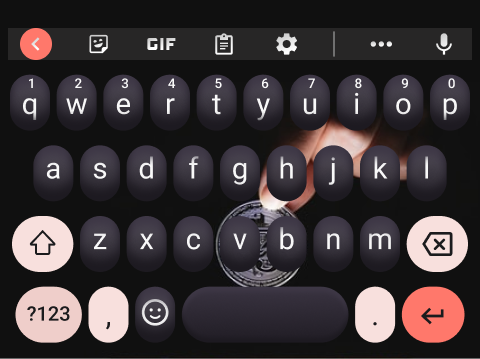 GIF
1 2 3 4 5 6 7 8 9 0
q w e r t y u i o p
a s d f g h j k l
z x c v b n m
?123 , .